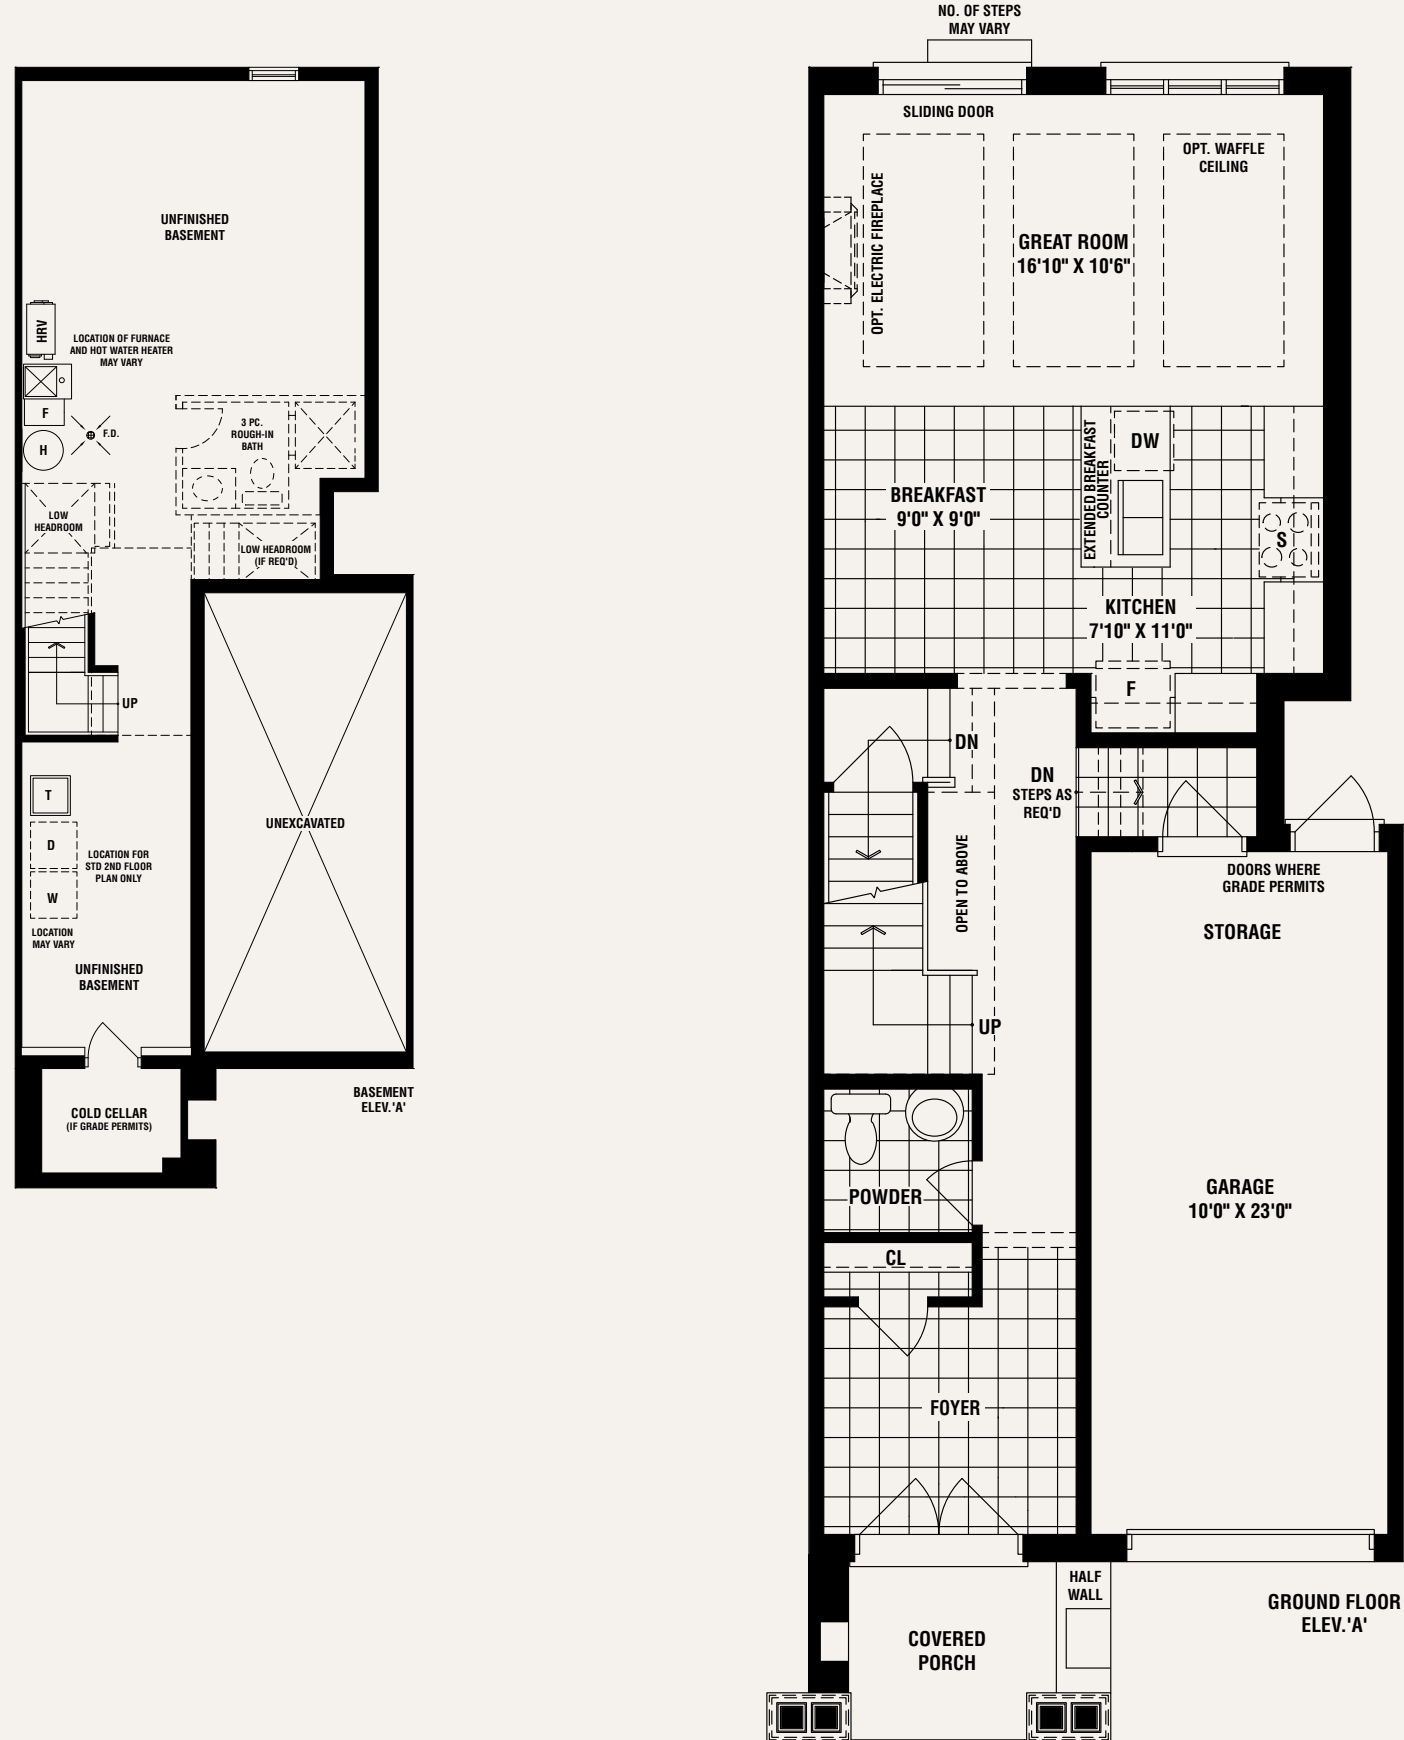 UNFINISHED
BASEMENT
HRV
LOCATION OF FURNACE
AND HOT WATER HEATER
MAY VARY
F
F.D.
H
3 PC.
ROUGH-IN
BATH
LOW
HEADROOM
LOW HEADROOM
(IF REQ'D)
UP
T
D
W
LOCATION FOR
STD 2ND FLOOR
PLAN ONLY
LOCATION
MAY VARY
UNFINISHED
BASEMENT
UNEXCAVATED
COLD CELLAR
(IF GRADE PERMITS)
BASEMENT
ELEV.'A'
NO. OF STEPS
MAY VARY
SLIDING DOOR
OPT. WAFFLE
CEILING
OPT. ELECTRIC FIREPLACE
GREAT ROOM
16'10" X 10'6"
BREAKFAST
9'0" X 9'0"
EXTENDED BREAKFAST
COUNTER
DW
S
KITCHEN
7'10" X 11'0"
F
DN
DN
STEPS AS
REQ'D
OPEN TO ABOVE
UP
DOORS WHERE
GRADE PERMITS
STORAGE
GARAGE
10'0" X 23'0"
POWDER
CL
FOYER
HALF
WALL
COVERED
PORCH
GROUND FLOOR
ELEV.'A'